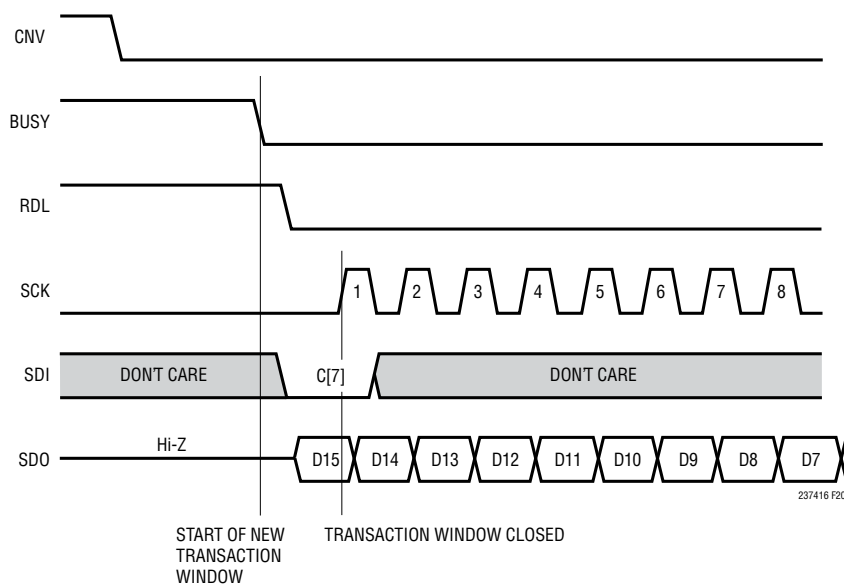 CNV
BUSY
RDL
SCK
1 2 3 4 5 6 7 8
SDI
DON'T CARE
C[7]
DON'T CARE
SDO
Hi-Z
D15 D14 D13 D12 D11 D10 D9 D8 D7
237416 F20
START OF NEW
TRANSACTION
WINDOW
TRANSACTION WINDOW CLOSED